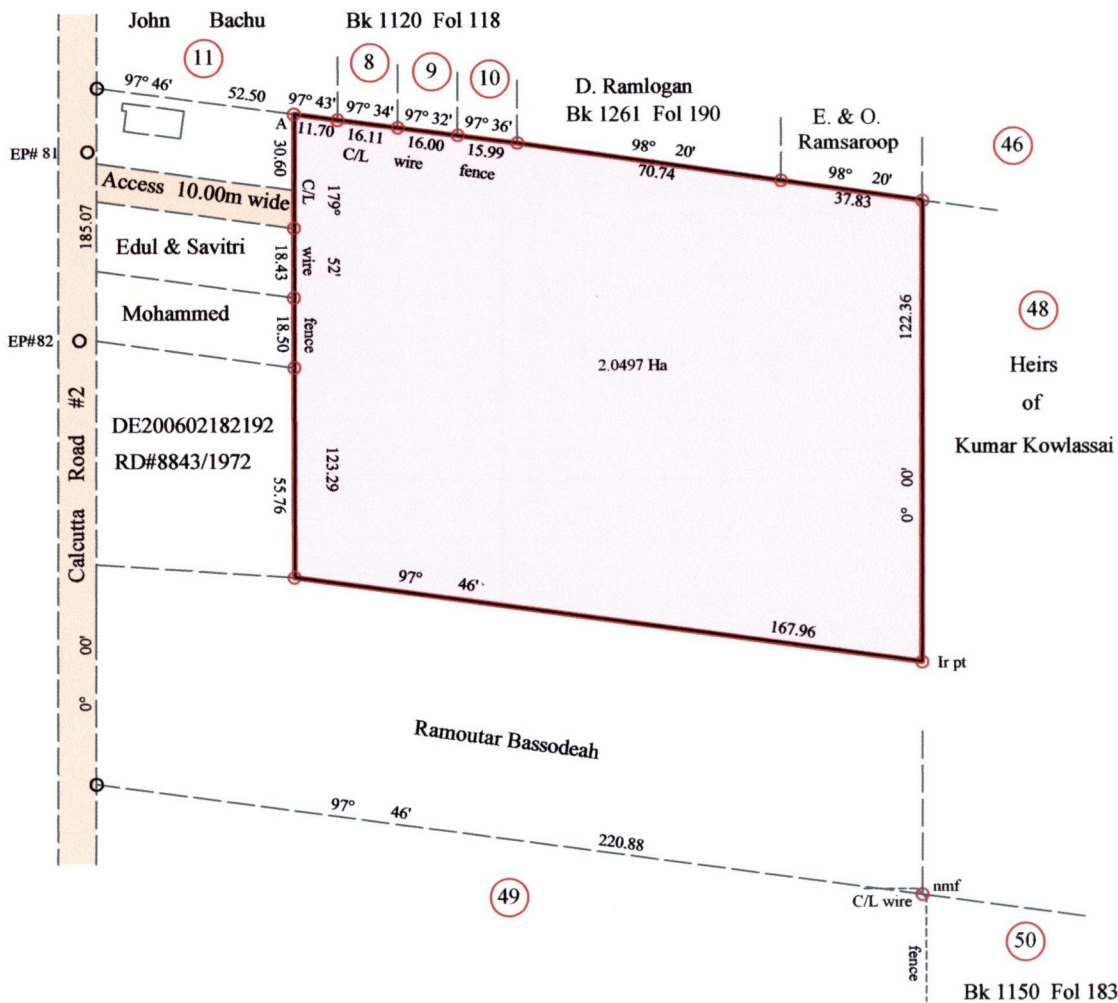 John Bachu
Bk 1120 Fol 118
11
8
9
10
D. Ramlogan
Bk 1261 Fol 190
E. & O.
Ramsaroop
46
97° 46'
52.50
97° 43'
97° 34'
97° 32'
97° 36'
A
11.70
16.11
16.00
15.99
C/L wire fence
98° 20'
70.74
98° 20'
37.83
EP# 81
185.07
Access 10.00m wide
30.60
C/L wire fence
179° 52'
Edul & Savitri
18.43
Mohammed
18.50
EP#82
Calcutta Road #2
0° 00'
DE200602182192
RD#8843/1972
55.76
123.29
2.0497 Ha
122.36
0° 00'
48
Heirs
of
Kumar Kowlassai
97° 46'
167.96
Ir pt
Ramoutar Bassodeah
97° 46'
220.88
49
nmf
C/L wire
fence
50
Bk 1150 Fol 183